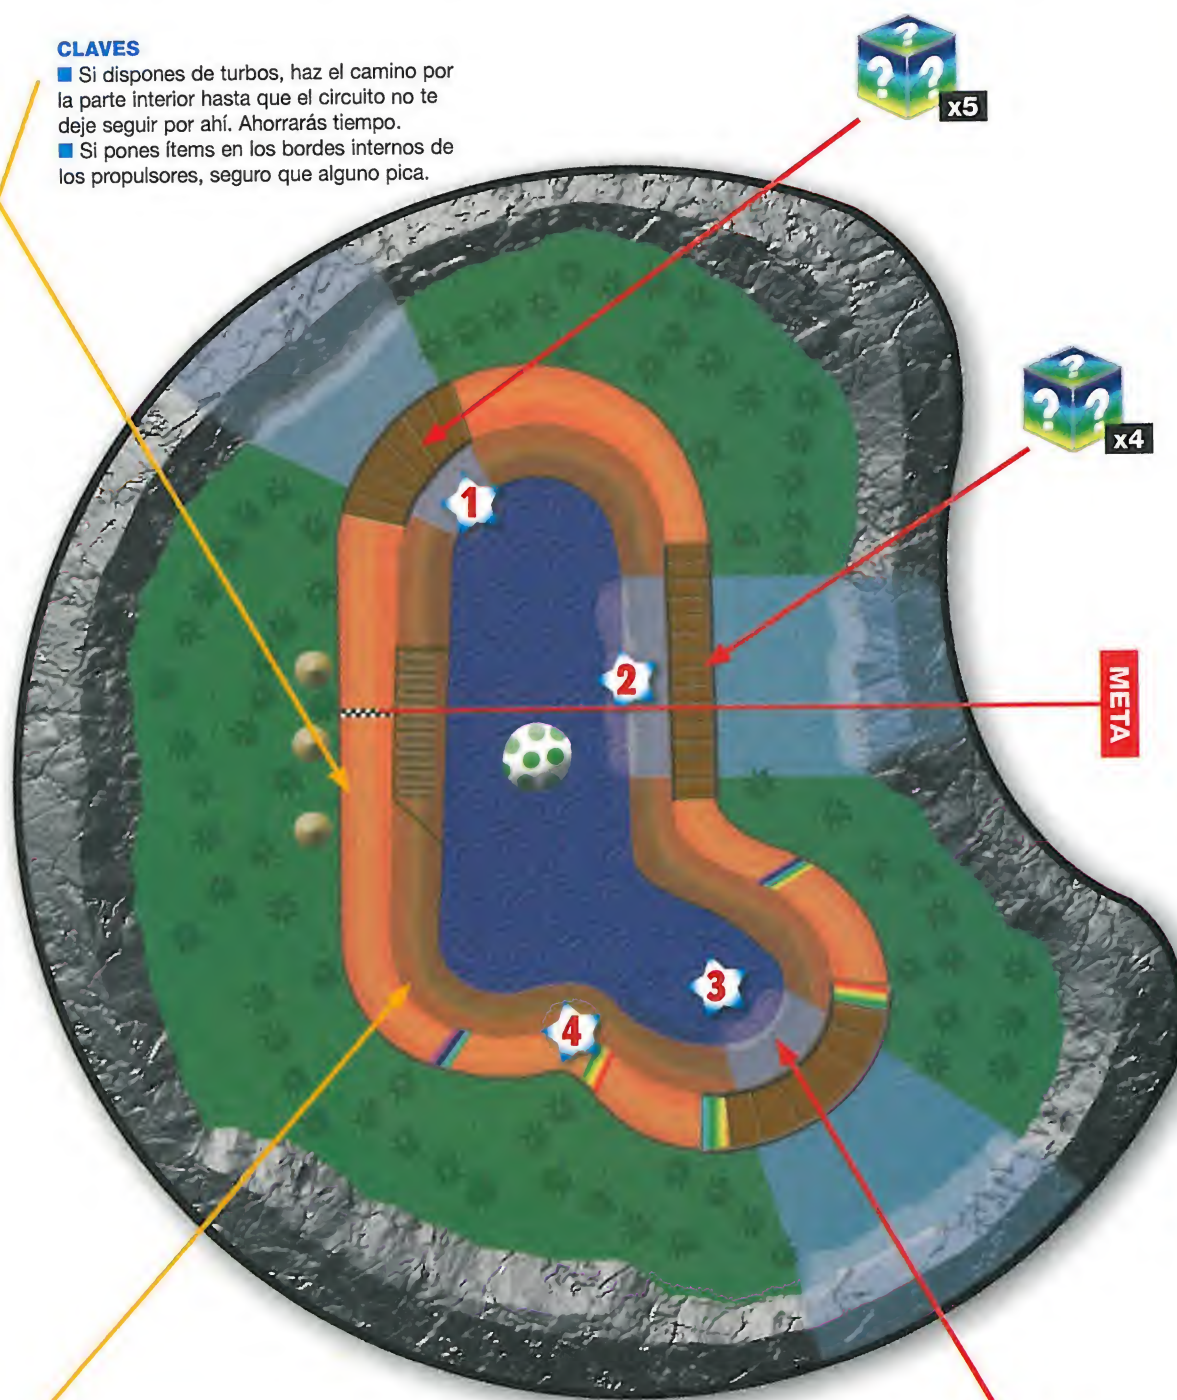 CLAVES
■ Si dispones de turbos, haz el camino por
la parte interior hasta que el circuito no te
deje seguir por ahí. Ahorrarás tiempo.
■ Si pones ítems en los bordes internos de
los propulsores, seguro que alguno pica.
? ? ?
x5
? ? ?
x4
1
2
META
3
4